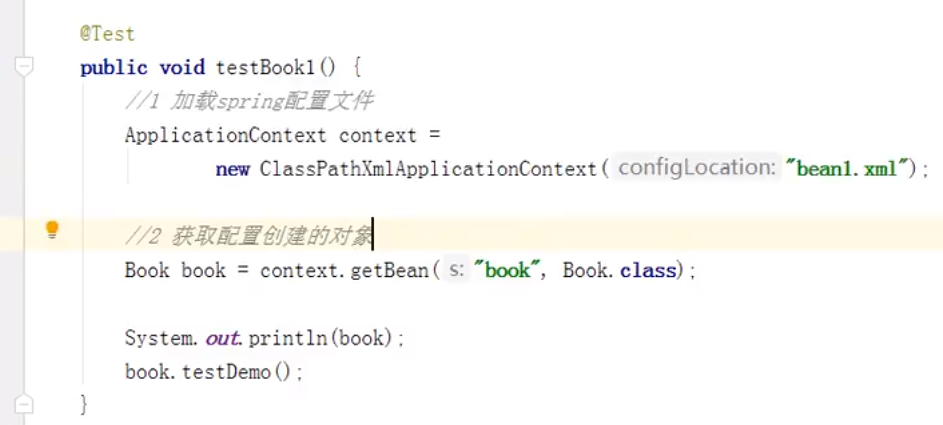 @Test
public void testBook1() {
//1 加载spring配置文件
ApplicationContext context =
new ClassPathXmlApplicationContext( configLocation: "bean1.xml");
//2 获取配置创建的对象
Book book = context.getBean( s: "book", Book.class);
System.out.println(book);
book.testDemo();
}